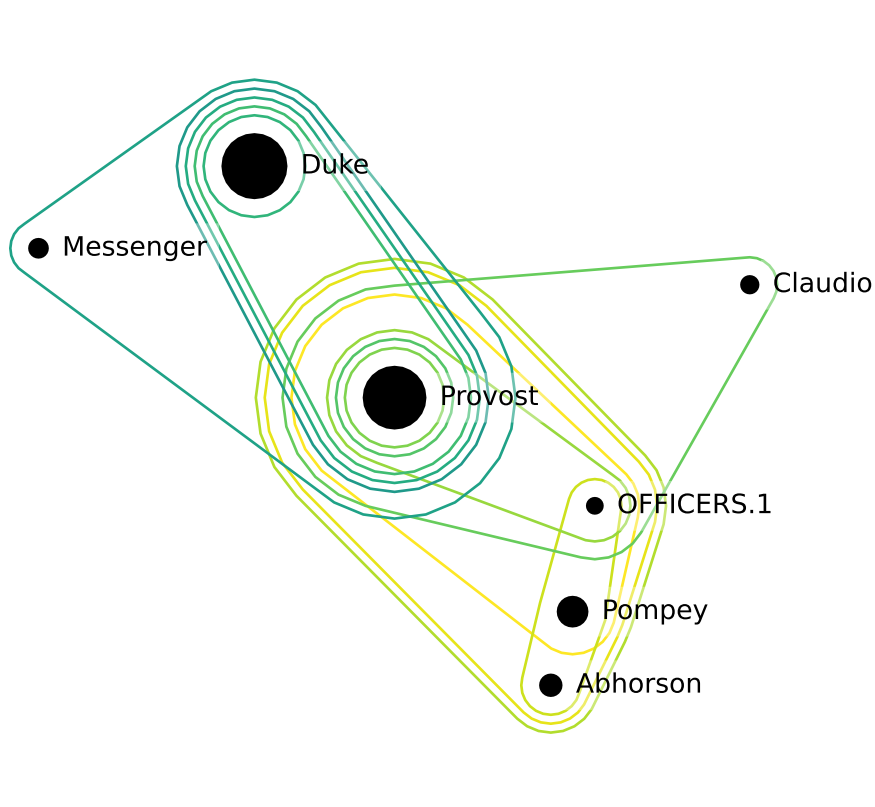 Duke
Messenger
Claudio
Provost
OFFICERS.1
Pompey
Abhorson